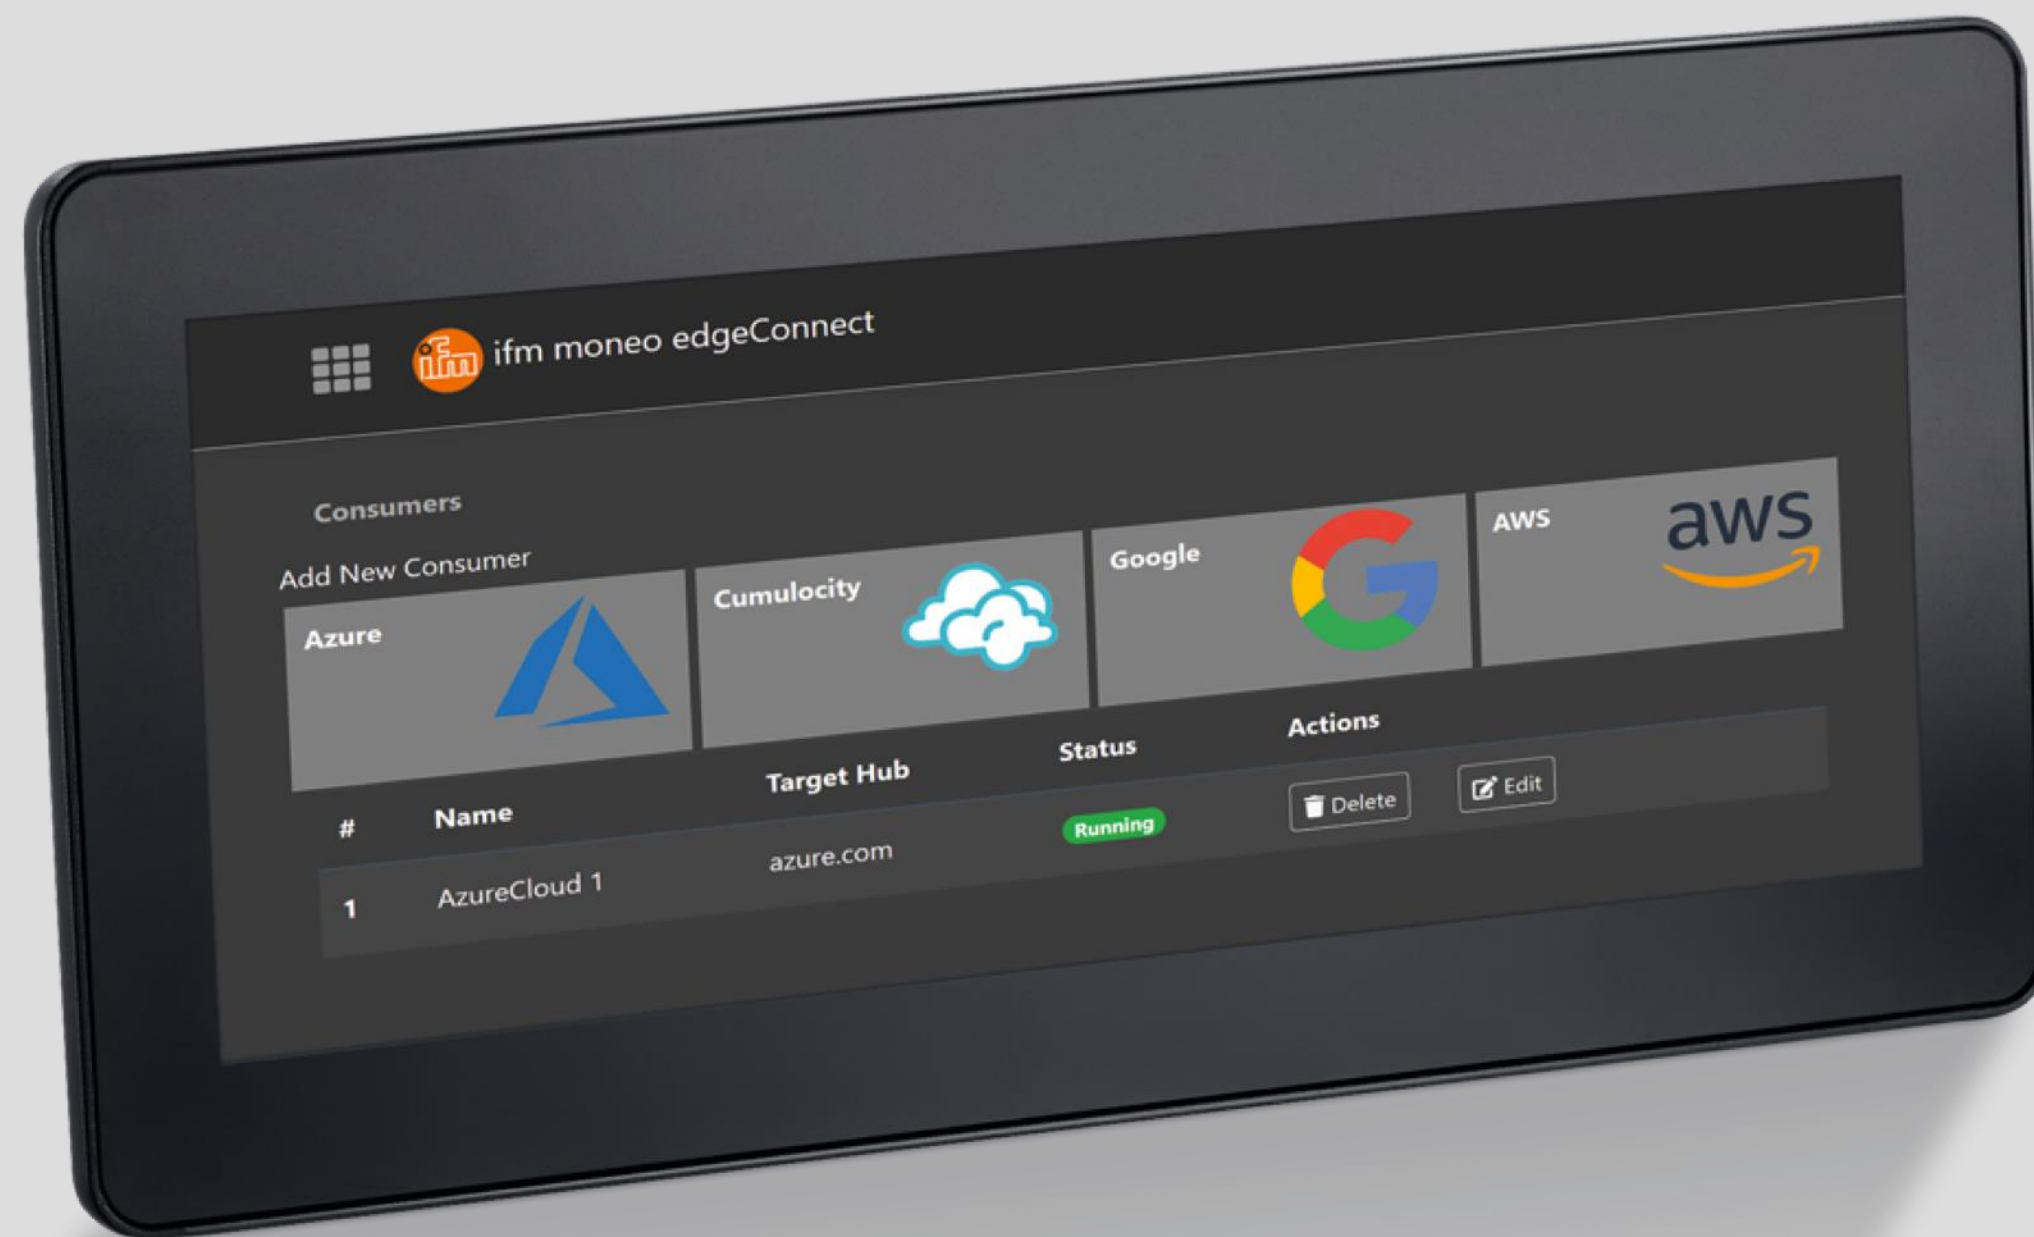 ifm ifm moneo edgeConnect
Consumers
Add New Consumer
Azure
Cumulocity
Google
AWS
aws
# Name Target Hub Status Actions
1 AzureCloud 1 azure.com Running Delete Edit